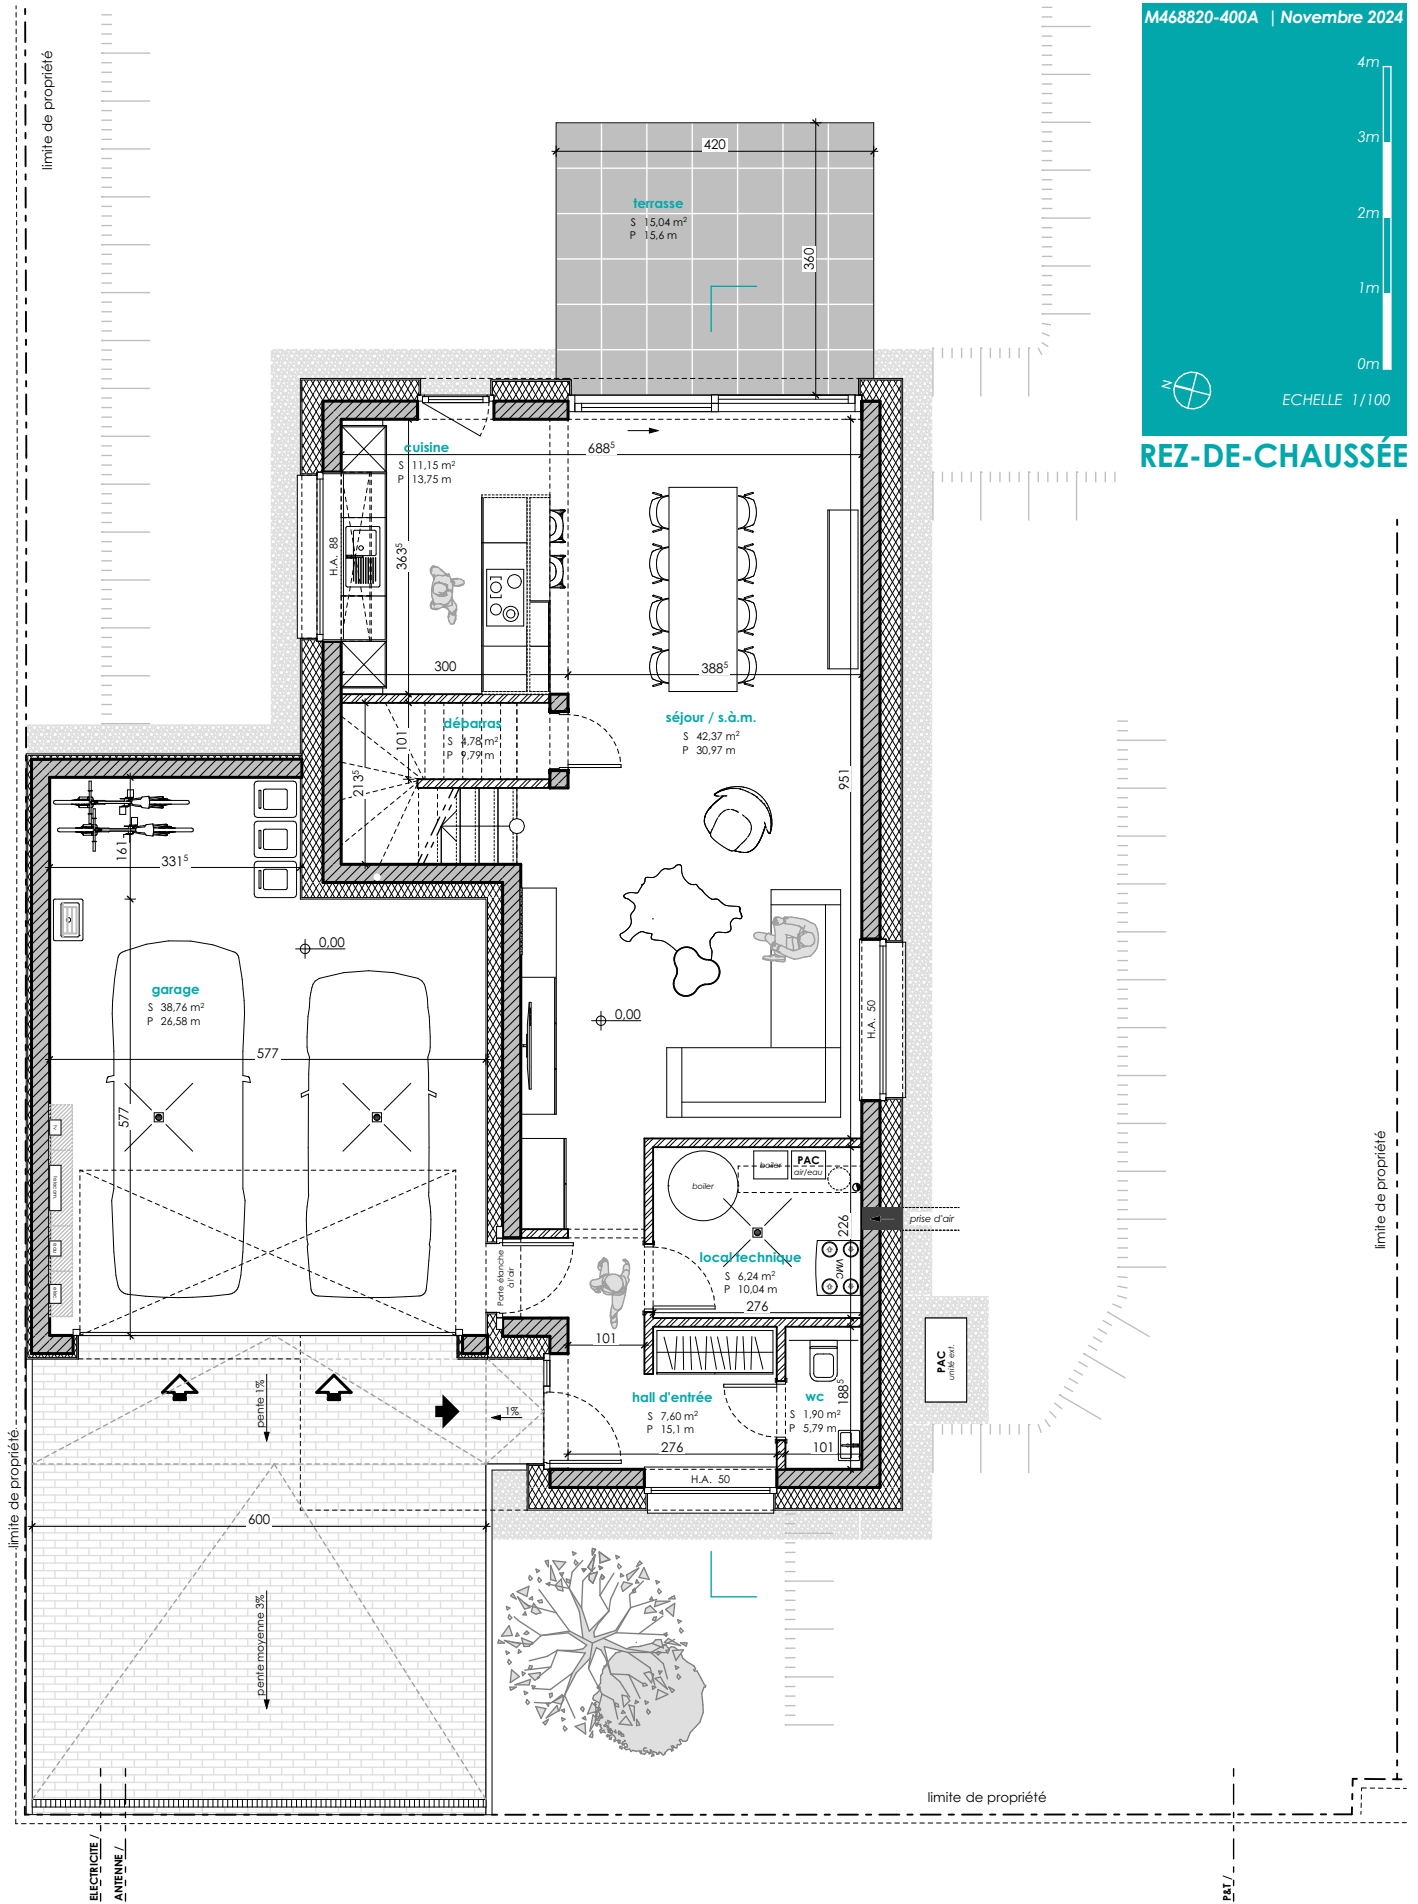 M468820-400A | Novembre 2024
4m
3m
2m
1m
0m
N
ECHELLE 1/100
REZ-DE-CHAUSSÉE
limite de propriété
420
terrasse
S 15,04 m²
P 15,6 m
360
cuisine
S 11,15 m²
P 13,75 m
688⁵
H.A. 88
363⁵
300
388⁵
débarras
S 4,78 m²
P 9,79 m
101
213⁵
séjour / s.à.m.
S 42,37 m²
P 30,97 m
951
161
331⁵
0,00
garage
S 38,76 m²
P 26,58 m
0,00
H.A. 50
577
577
boiler
boiler
PAC
air/eau
prise d'air
226
local technique
S 6,24 m²
P 10,04 m
VMC
276
Porte étanche
à l'air
101
PAC
unité ext.
hall d'entrée
S 7,60 m²
P 15,1 m
wc
S 1,90 m²
P 5,79 m
188⁵
276
101
H.A. 50
pente 1%
1%
600
pente moyenne 3%
limite de propriété
limite de propriété
limite de propriété
ELECTRICITE /
ANTENNE /
P&T /